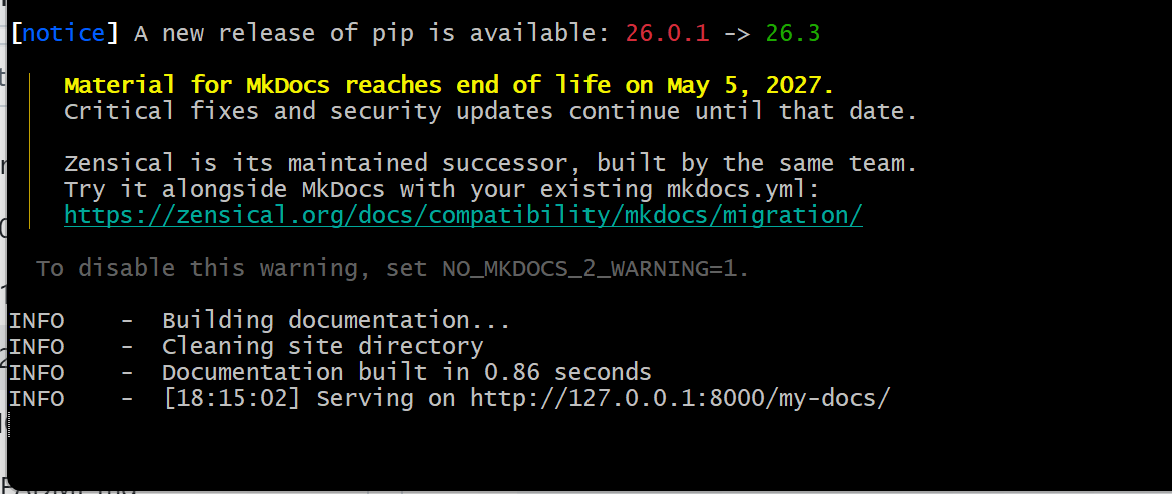 [notice] A new release of pip is available: 26.0.1 -> 26.3
Material for MkDocs reaches end of life on May 5, 2027.
Critical fixes and security updates continue until that date.
Zensical is its maintained successor, built by the same team.
Try it alongside MkDocs with your existing mkdocs.yml:
https://zensical.org/docs/compatibility/mkdocs/migration/
To disable this warning, set NO_MKDOCS_2_WARNING=1.
INFO    -  Building documentation...
INFO    -  Cleaning site directory
INFO    -  Documentation built in 0.86 seconds
INFO    -  [18:15:02] Serving on http://127.0.0.1:8000/my-docs/